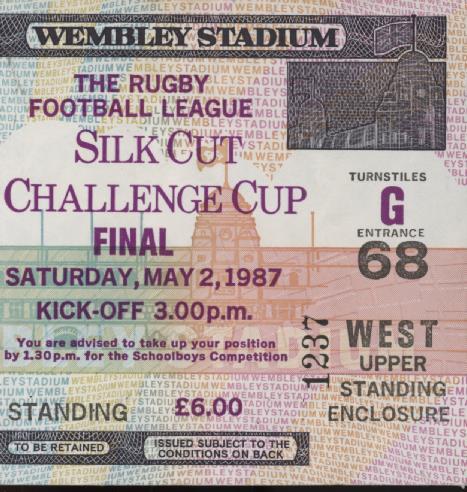 WEMBLEY STADIUM
THE RUGBY
FOOTBALL LEAGUE
SILK CUT
CHALLENGE CUP
FINAL
SATURDAY, MAY 2, 1987
KICK-OFF 3.00p.m.
You are advised to take up your position
by 1.30p.m. for the Schoolboys Competition
STANDING £6.00
TO BE RETAINED
ISSUED SUBJECT TO THE
CONDITIONS ON BACK
TURNSTILES
G
ENTRANCE
68
1237
WEST
UPPER
STANDING
ENCLOSURE